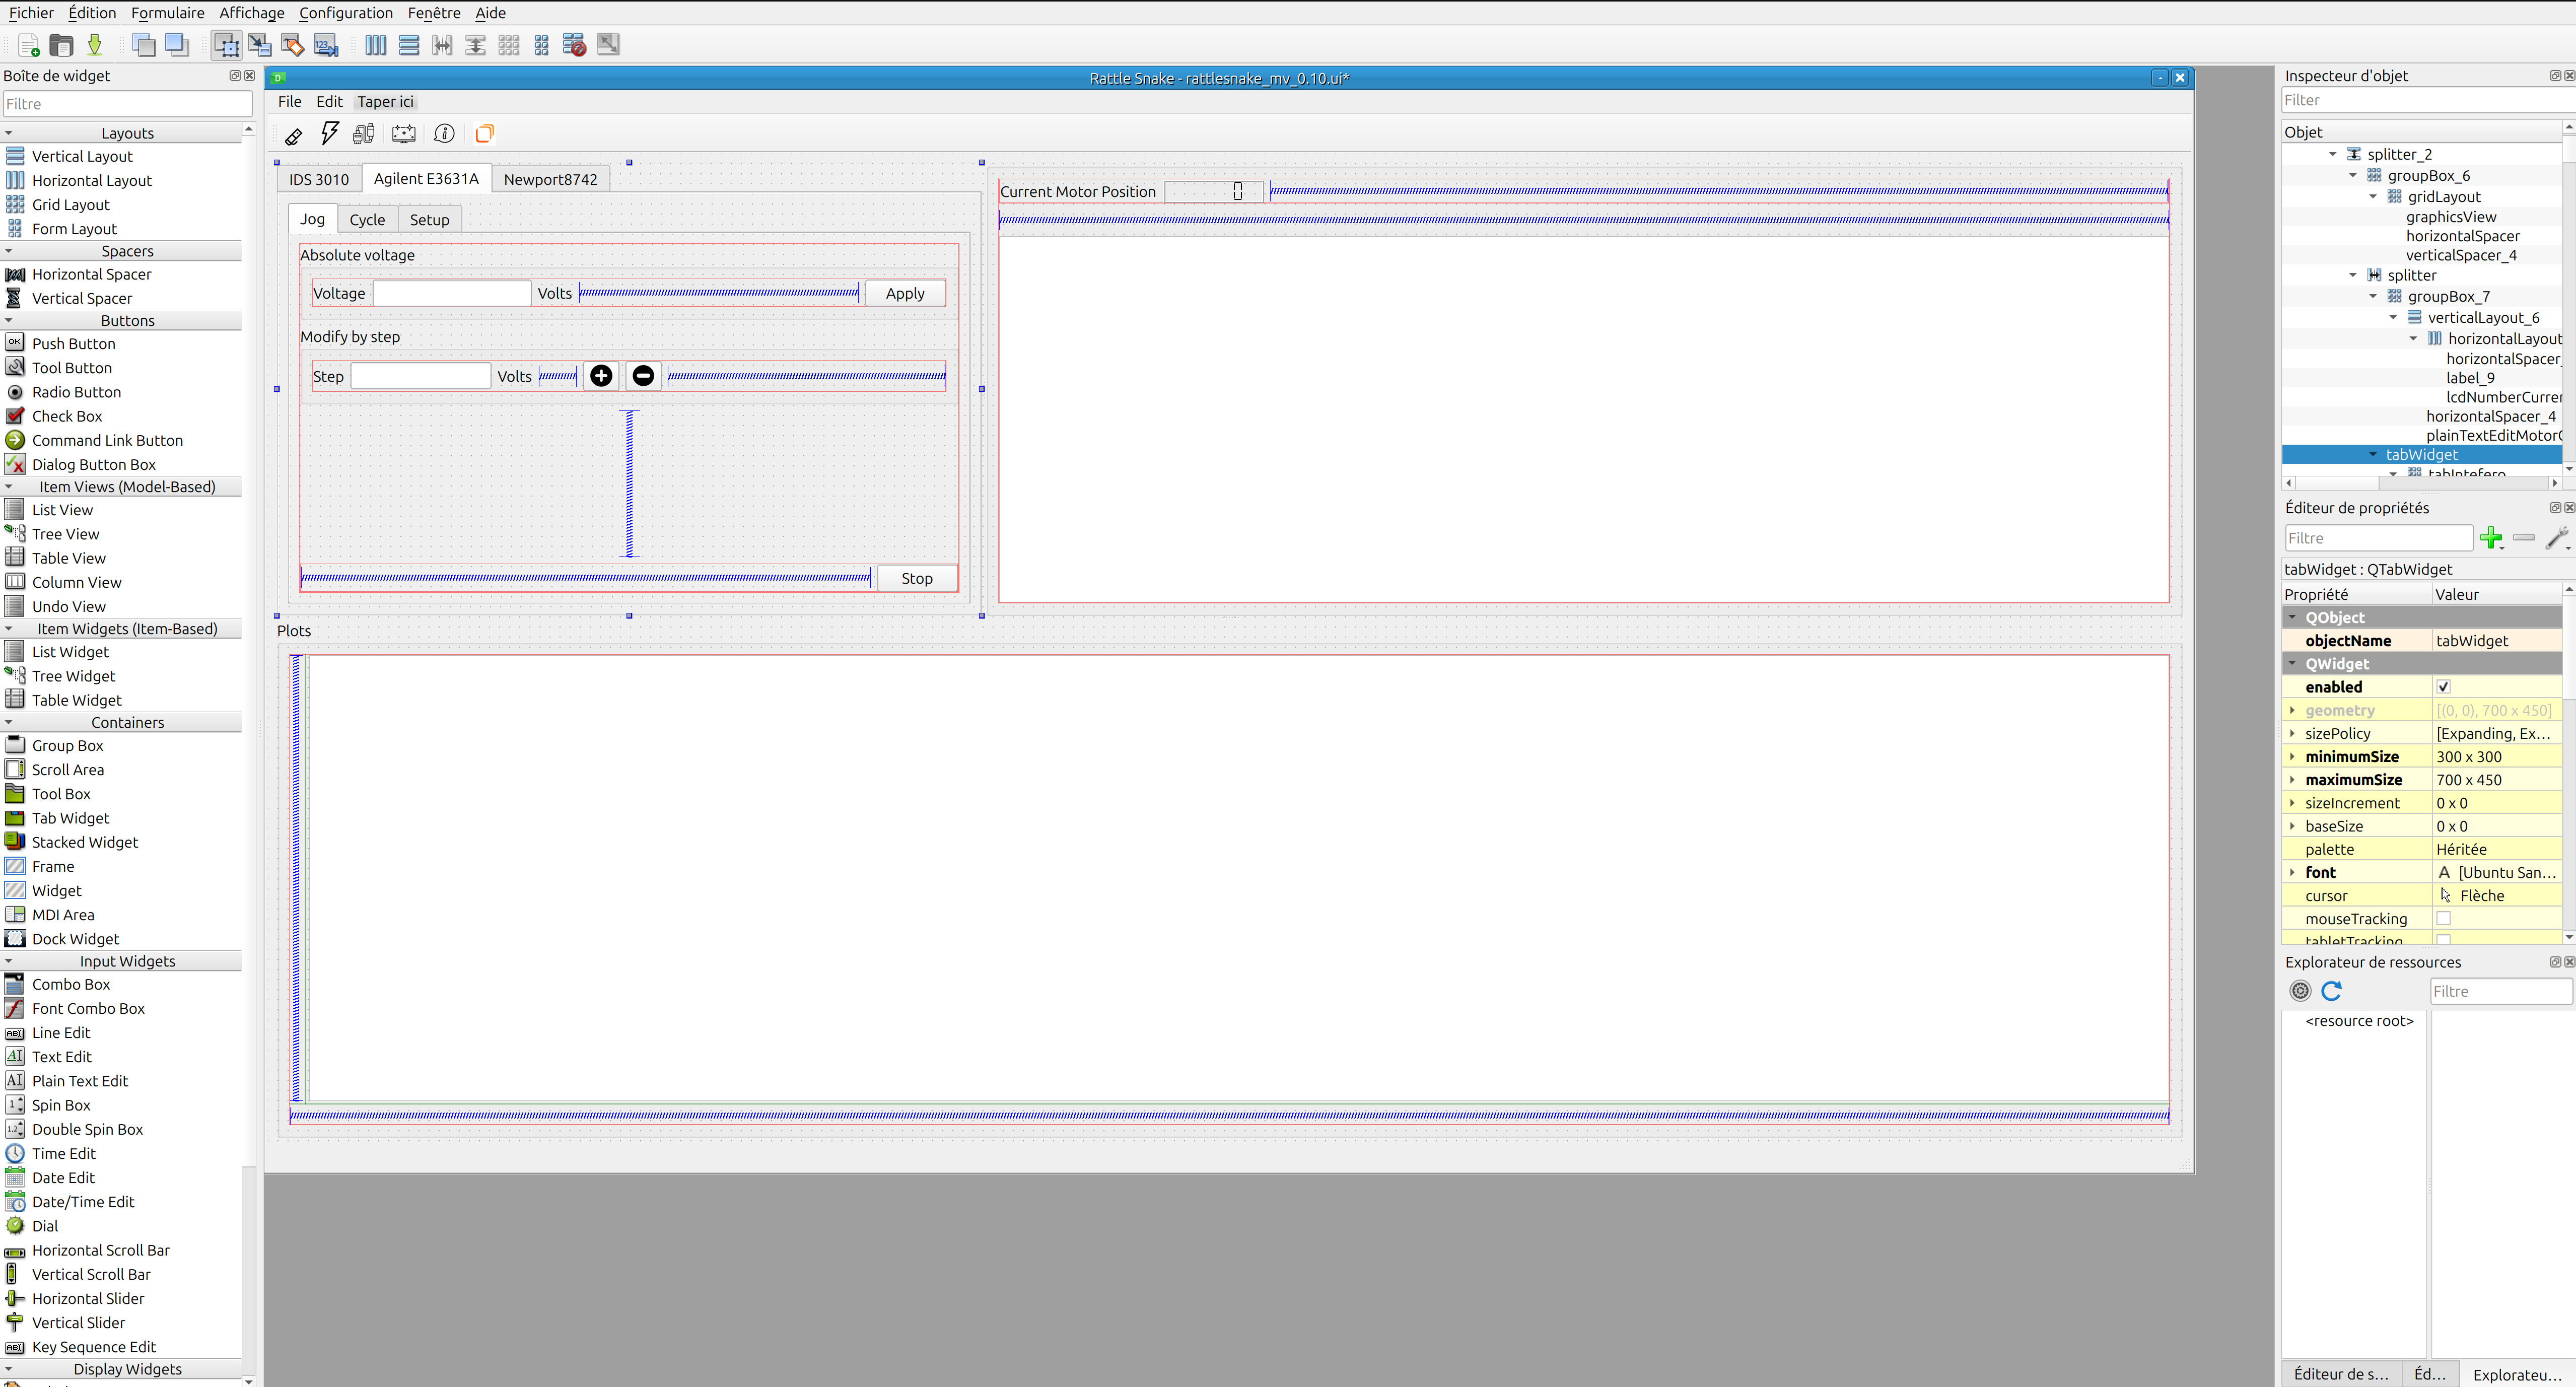 Fichier Édition Formulaire Affichage Configuration Fenêtre Aide
Boîte de widget
Filtre
Layouts
Vertical Layout
Horizontal Layout
Grid Layout
Form Layout
Spacers
Horizontal Spacer
Vertical Spacer
Buttons
Push Button
Tool Button
Radio Button
Check Box
Command Link Button
Dialog Button Box
Item Views (Model-Based)
List View
Tree View
Table View
Column View
Undo View
Item Widgets (Item-Based)
List Widget
Tree Widget
Table Widget
Containers
Group Box
Scroll Area
Tool Box
Tab Widget
Stacked Widget
Frame
Widget
MDI Area
Dock Widget
Input Widgets
Combo Box
Font Combo Box
Line Edit
Text Edit
Plain Text Edit
Spin Box
Double Spin Box
Time Edit
Date Edit
Date/Time Edit
Dial
Horizontal Scroll Bar
Vertical Scroll Bar
Horizontal Slider
Vertical Slider
Key Sequence Edit
Display Widgets
Rattle Snake - rattlesnake_mv_0.10.ui*
File Edit Taper ici
IDS 3010 Agilent E3631A Newport8742
Jog Cycle Setup
Absolute voltage
Voltage Volts Apply
Modify by step
Step Volts
Stop
Current Motor Position 0
Plots
Inspecteur d'objet
Filter
Objet
splitter_2
groupBox_6
gridLayout
graphicsView
horizontalSpacer
verticalSpacer_4
splitter
groupBox_7
verticalLayout_6
horizontalLayout
horizontalSpacer_
label_9
lcdNumberCurrer
horizontalSpacer_4
plainTextEditMotorC
tabWidget
tabIntefero
Éditeur de propriétés
Filtre
tabWidget : QTabWidget
Propriété Valeur
QObject
objectName tabWidget
QWidget
enabled
geometry [(0, 0), 700 x 450]
sizePolicy [Expanding, Ex...
minimumSize 300 x 300
maximumSize 700 x 450
sizeIncrement 0 x 0
baseSize 0 x 0
palette Héritée
font A [Ubuntu San...
cursor Flèche
mouseTracking
tabletTracking
Explorateur de ressources
Filtre
<resource root>
Éditeur de s... Éd... Explorateu...